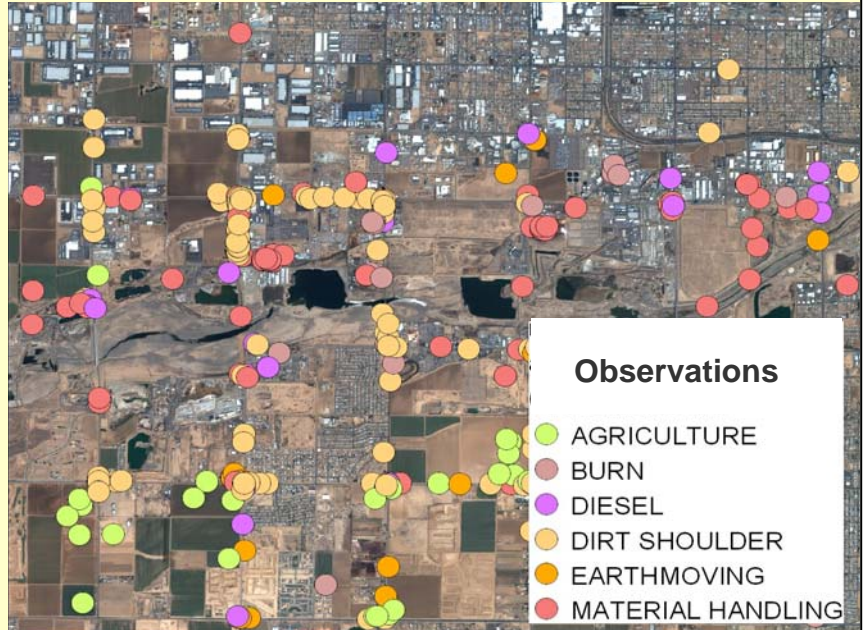 Observations
AGRICULTURE
BURN
DIESEL
DIRT SHOULDER
EARTHMOVING
MATERIAL HANDLING